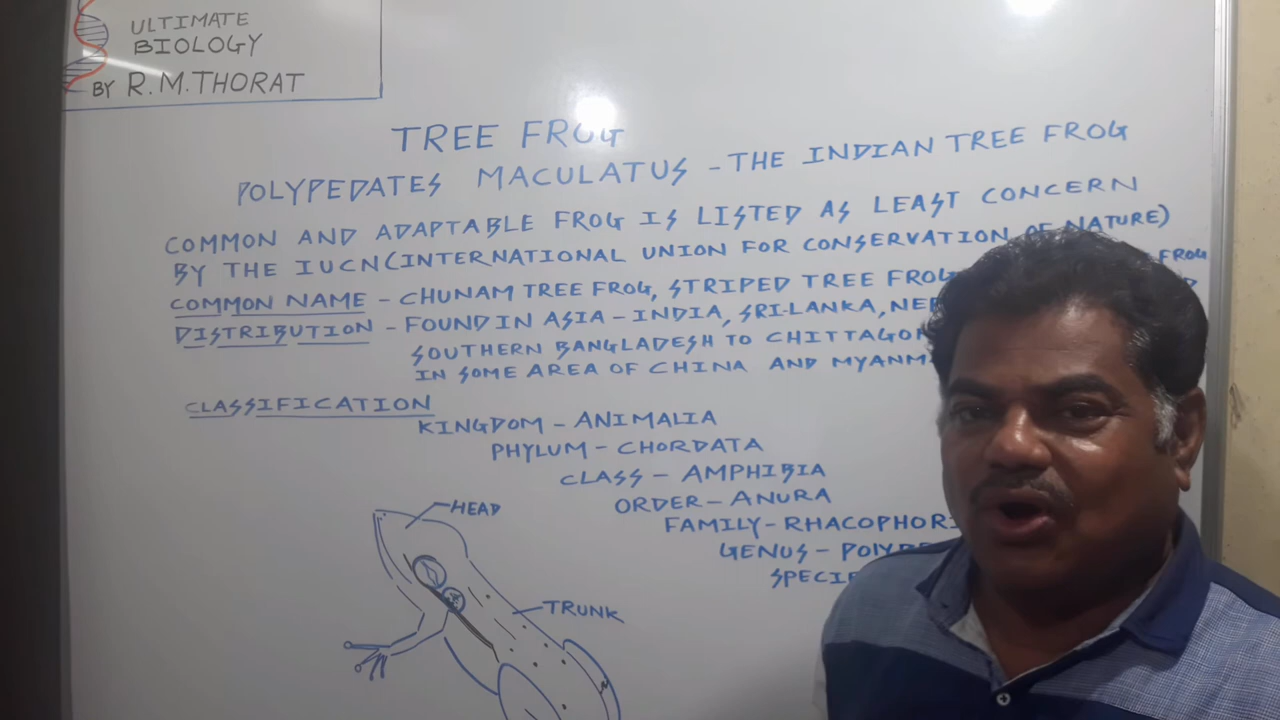 ULTIMATE
BIOLOGY
BY R.M.THORAT
TREE FROG
POLYPEDATES MACULATUS - THE INDIAN TREE FROG
COMMON AND ADAPTABLE FROG IS LISTED AS LEAST CONCERN
BY THE IUCN(INTERNATIONAL UNION FOR CONSERVATION OF NATURE)
COMMON NAME - CHUNAM TREE FROG, STRIPED TREE FROG FROG
DISTRIBUTION - FOUND IN ASIA - INDIA, SRI-LANKA,
SOUTHERN BANGLADESH TO
IN SOME AREA OF CHINA AND
CLASSIFICATION
KINGDOM - ANIMALIA
PHYLUM - CHORDATA
CLASS - AMPHIBIA
ORDER - ANURA
FAMILY -
GENUS -
HEAD
TRUNK